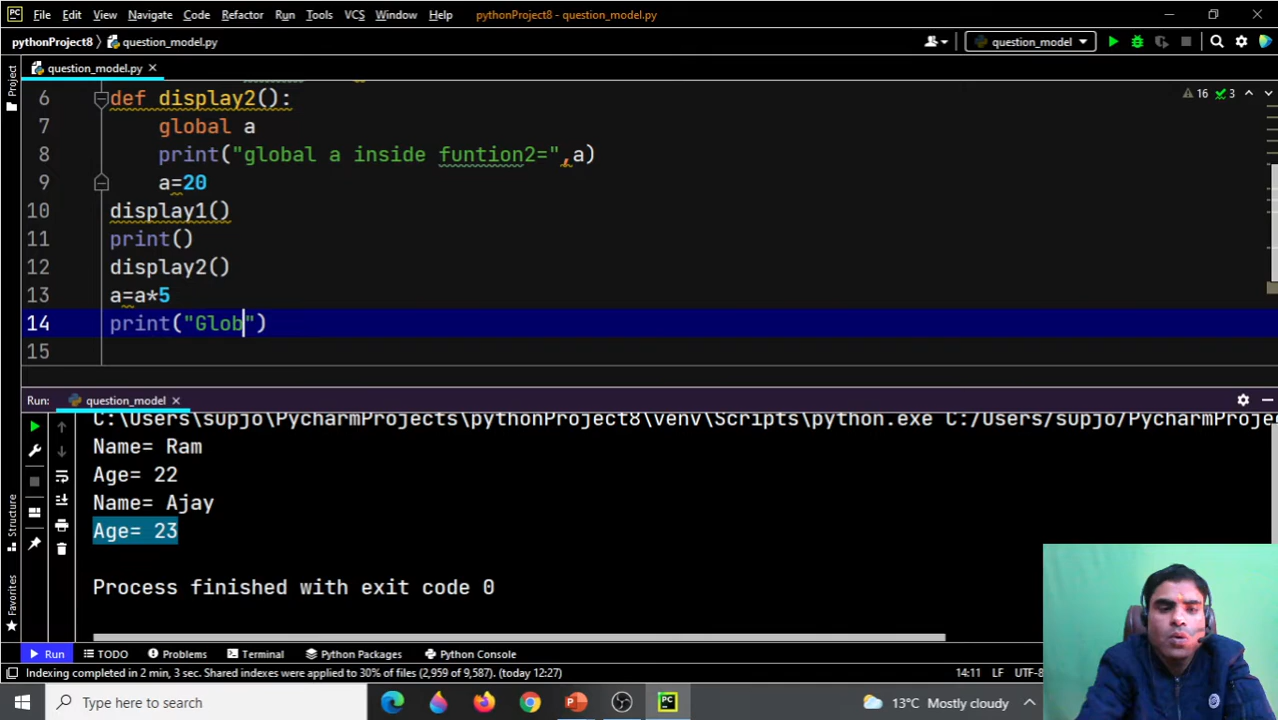 PC File Edit View Navigate Code Refactor Run Tools VCS Window Help pythonProject8 - question_model.py
pythonProject8 question_model.py question_model
question_model.py
Project
16 3
6 def display2():
7 global a
8 print("global a inside funtion2=",a)
9 a=20
10 display1()
11 print()
12 display2()
13 a=a*5
14 print("Glob")
15
Run: question_model
C:\Users\supjo\PycharmProjects\pythonProject8\venv\Scripts\python.exe C:/Users/supjo/PycharmProje
Name= Ram
Age= 22
Name= Ajay
Age= 23
Process finished with exit code 0
Structure
Favorites
Run TODO Problems Terminal Python Packages Python Console
Indexing completed in 2 min, 3 sec. Shared indexes were applied to 30% of files (2,959 of 9,587). (today 12:27) 14:11 LF UTF-8
Type here to search 13°C Mostly cloudy